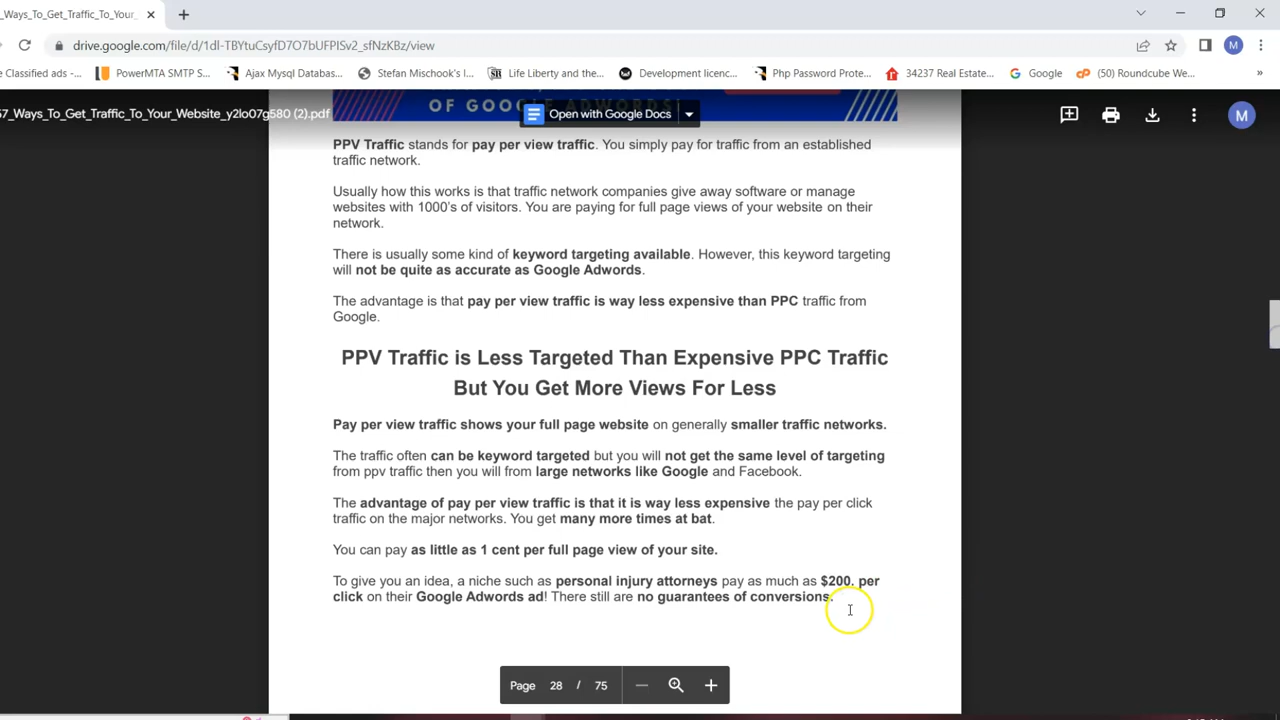 _Ways_To_Get_Traffic_To_Your_
drive.google.com/file/d/1dl-TBYtuCsyfD7O7bUFPISv2_sfNzKBz/view
e Classified ads -... PowerMTA SMTP S... Ajax Mysql Databas... Stefan Mischook's I... Life Liberty and the... Development licenc... Php Password Prote... 34237 Real Estate... Google (50) Roundcube We... »
57_Ways_To_Get_Traffic_To_Your_Website_y2lo07g580 (2).pdf
OF GOOGLE ADWORDS!
Open with Google Docs
M
M
PPV Traffic stands for pay per view traffic. You simply pay for traffic from an established
traffic network.
Usually how this works is that traffic network companies give away software or manage
websites with 1000's of visitors. You are paying for full page views of your website on their
network.
There is usually some kind of keyword targeting available. However, this keyword targeting
will not be quite as accurate as Google Adwords.
The advantage is that pay per view traffic is way less expensive than PPC traffic from
Google.
PPV Traffic is Less Targeted Than Expensive PPC Traffic
But You Get More Views For Less
Pay per view traffic shows your full page website on generally smaller traffic networks.
The traffic often can be keyword targeted but you will not get the same level of targeting
from ppv traffic then you will from large networks like Google and Facebook.
The advantage of pay per view traffic is that it is way less expensive the pay per click
traffic on the major networks. You get many more times at bat.
You can pay as little as 1 cent per full page view of your site.
To give you an idea, a niche such as personal injury attorneys pay as much as $200. per
click on their Google Adwords ad! There still are no guarantees of conversions.
Page 28 / 75